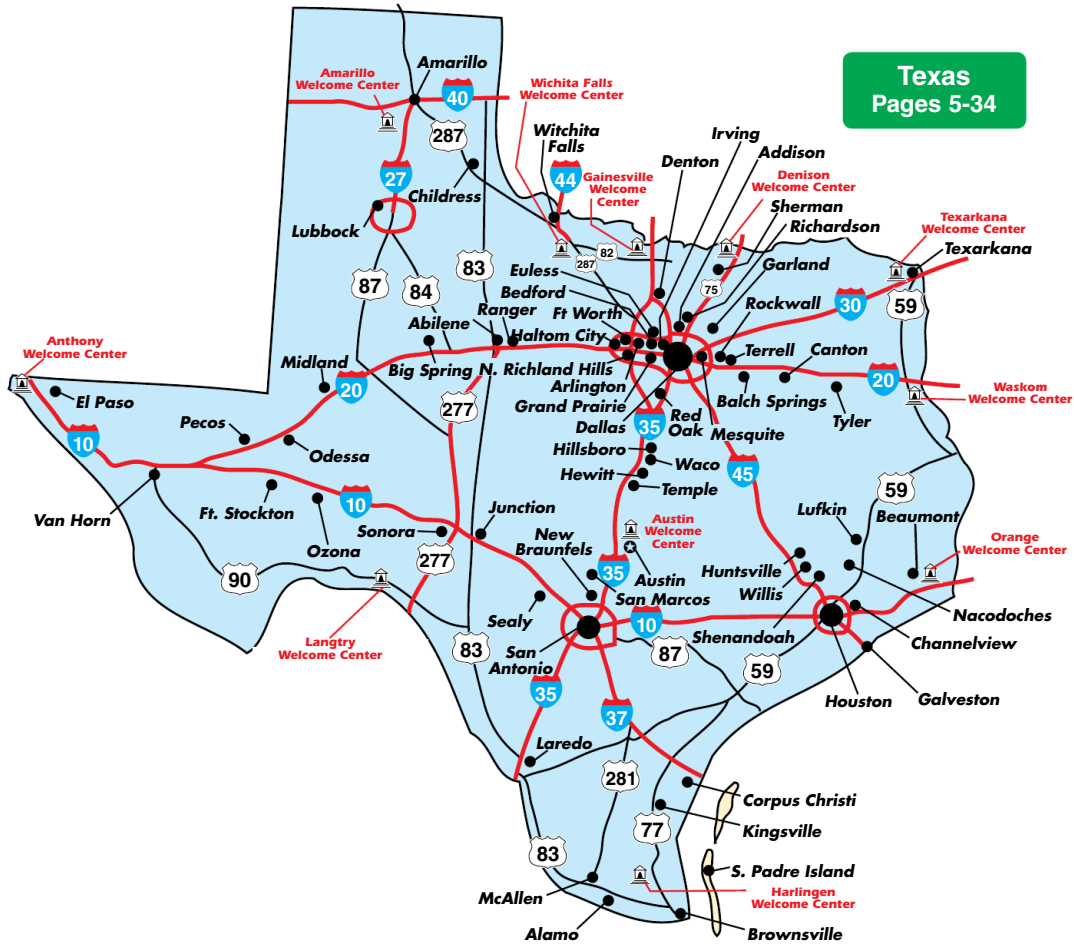 Texas
Pages 5-34
Amarillo
Amarillo
Welcome Center
40
Wichita Falls
Welcome Center
287
Witchita
Falls
Irving
Addison
Denton
27
Childress
44
Gainesville
Welcome
Center
Denison
Welcome Center
Sherman
Richardson
Lubbock
Texarkana
Welcome Center
Texarkana
82
287
83
Euless
75
Garland
87
84
Bedford
30
59
Ranger
Ft Worth
Rockwall
Abilene
Haltom City
Anthony
Welcome Center
Midland
Big Spring
N. Richland Hills
Terrell
Canton
20
20
Arlington
Waskom
Welcome Center
El Paso
277
Grand Prairie
Balch Springs
Tyler
Pecos
Dallas
35
Red
Oak
Mesquite
10
Odessa
Hillsboro
Waco
45
Hewitt
Temple
59
10
Van Horn
Ft. Stockton
Ozona
Sonora
Junction
Lufkin
Beaumont
Austin
Welcome
Center
New
Braunfels
Orange
Welcome Center
277
90
35
Austin
Huntsville
Willis
San Marcos
Sealy
10
Shenandoah
Nacodoches
Channelview
Langtry
Welcome Center
83
San
Antonio
87
59
35
Houston
Galveston
37
Laredo
281
Corpus Christi
77
Kingsville
83
S. Padre Island
McAllen
Harlingen
Welcome Center
Alamo
Brownsville